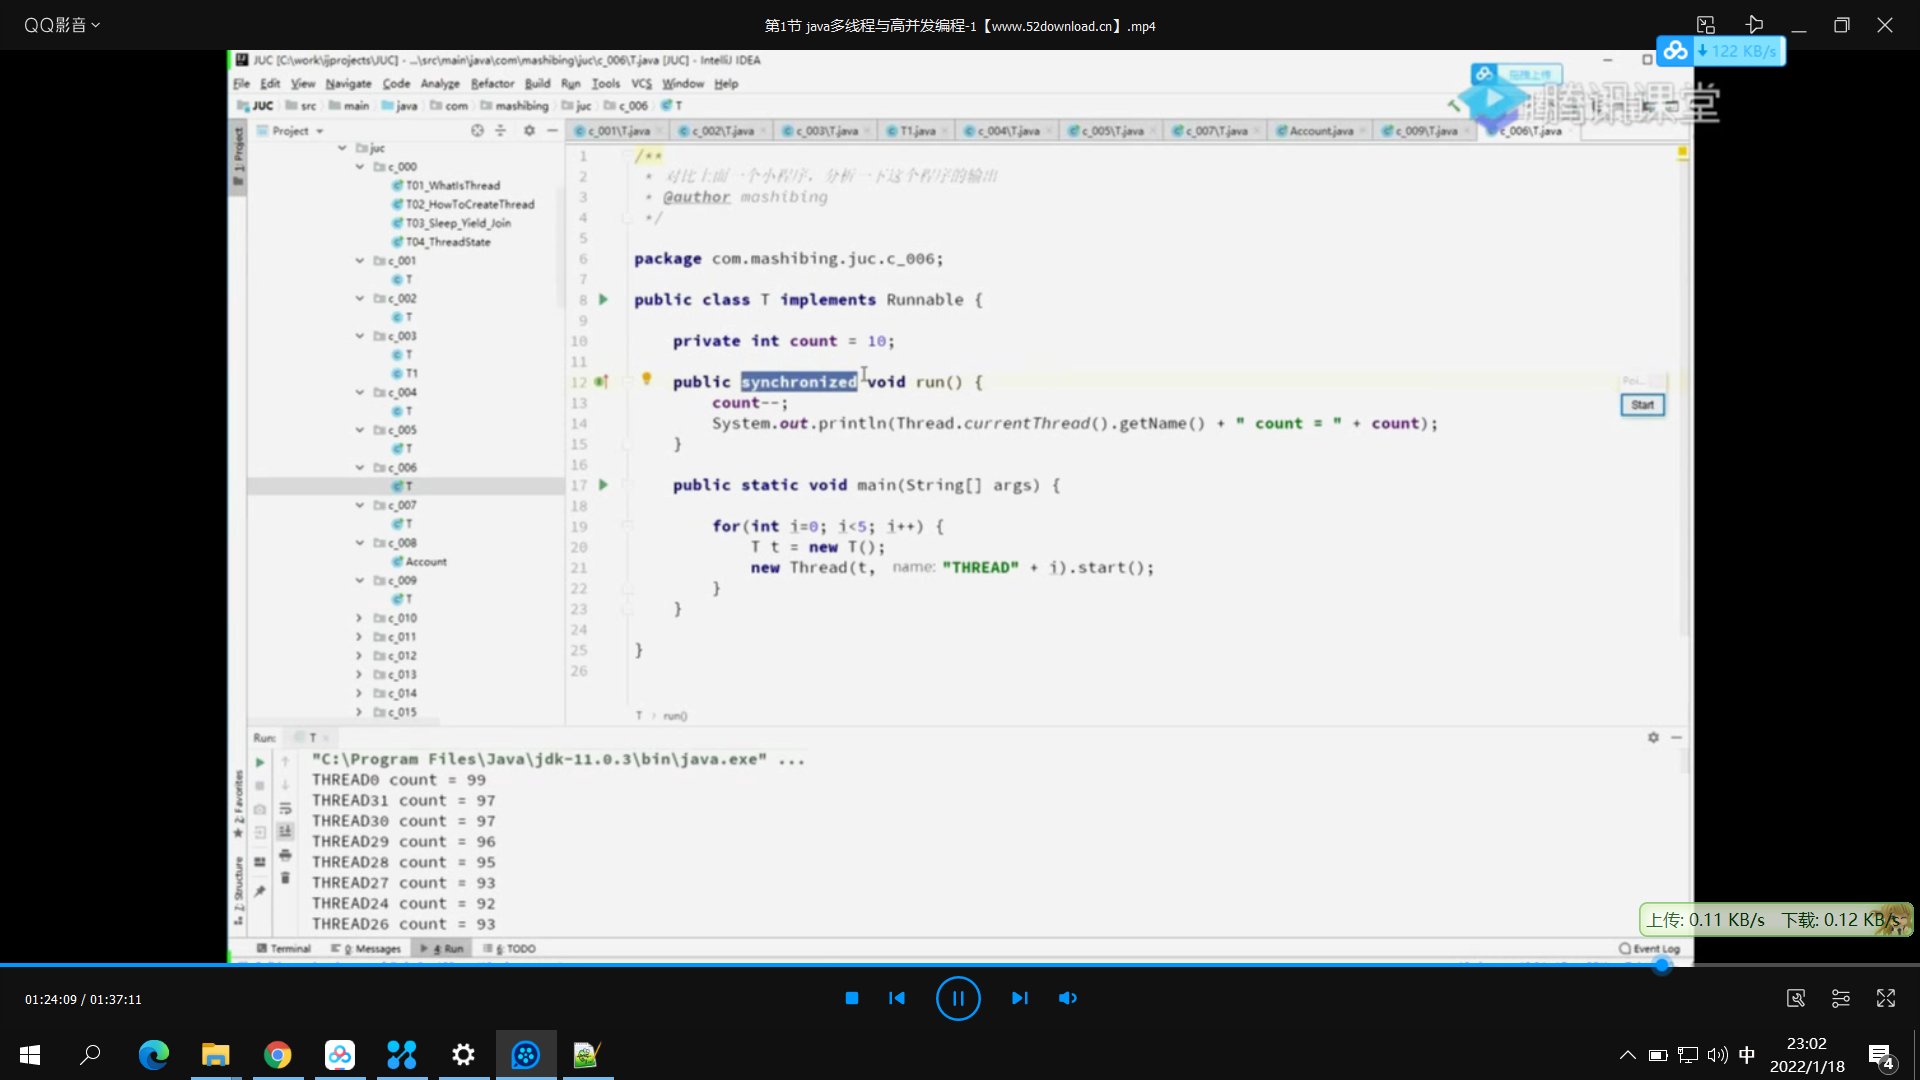 QQ影音
第1节 java多线程与高并发编程-1【www.52download.cn】.mp4
122 KB/s
JUC [C:\work\ijprojects\JUC] - ...\src\main\java\com\mashibing\juc\c_006\T.java [JUC] - IntelliJ IDEA
File Edit View Navigate Code Analyze Refactor Build Run Tools VCS Window Help
拖拽上传
腾讯课堂
JUC src main java com mashibing juc c_006 T
1: Project
Project
c_001\T.java c_002\T.java c_003\T.java T1.java c_004\T.java c_005\T.java c_007\T.java Account.java c_009\T.java c_006\T.java
juc
c_000
T01_WhatIsThread
T02_HowToCreateThread
T03_Sleep_Yield_Join
T04_ThreadState
c_001
T
c_002
T
c_003
T
T1
c_004
T
c_005
T
c_006
T
c_007
T
c_008
Account
c_009
T
c_010
c_011
c_012
c_013
c_014
c_015
1 /**
2 * 对比上面一个小程序，分析一下这个程序的输出
3 * @author mashibing
4 */
5
6 package com.mashibing.juc.c_006;
7
8 public class T implements Runnable {
9
10 private int count = 10;
11
12 public synchronized void run() {
13 count--;
14 System.out.println(Thread.currentThread().getName() + " count = " + count);
15 }
16
17 public static void main(String[] args) {
18
19 for(int i=0; i<5; i++) {
20 T t = new T();
21 new Thread(t, name: "THREAD" + i).start();
22 }
23 }
24
25 }
26
Start
T › run()
Run: T
"C:\Program Files\Java\jdk-11.0.3\bin\java.exe" ...
THREAD0 count = 99
THREAD31 count = 97
THREAD30 count = 97
THREAD29 count = 96
THREAD28 count = 95
THREAD27 count = 93
THREAD24 count = 92
THREAD26 count = 93
2: Favorites
Z: Structure
Terminal 0: Messages 4: Run 6: TODO
Event Log
上传: 0.11 KB/s 下载: 0.12 KB/s
01:24:09 / 01:37:11
中
23:02
2022/1/18
4